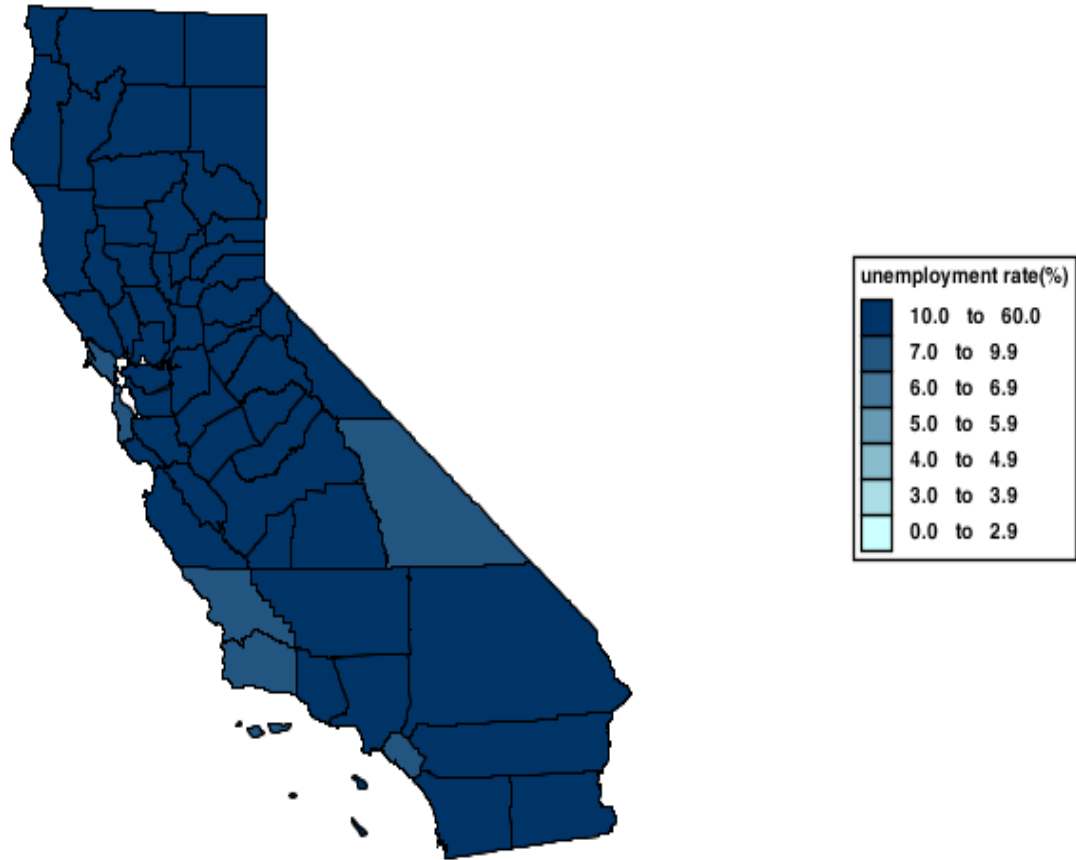 unemployment rate(%)
10.0 to 60.0
7.0 to 9.9
6.0 to 6.9
5.0 to 5.9
4.0 to 4.9
3.0 to 3.9
0.0 to 2.9